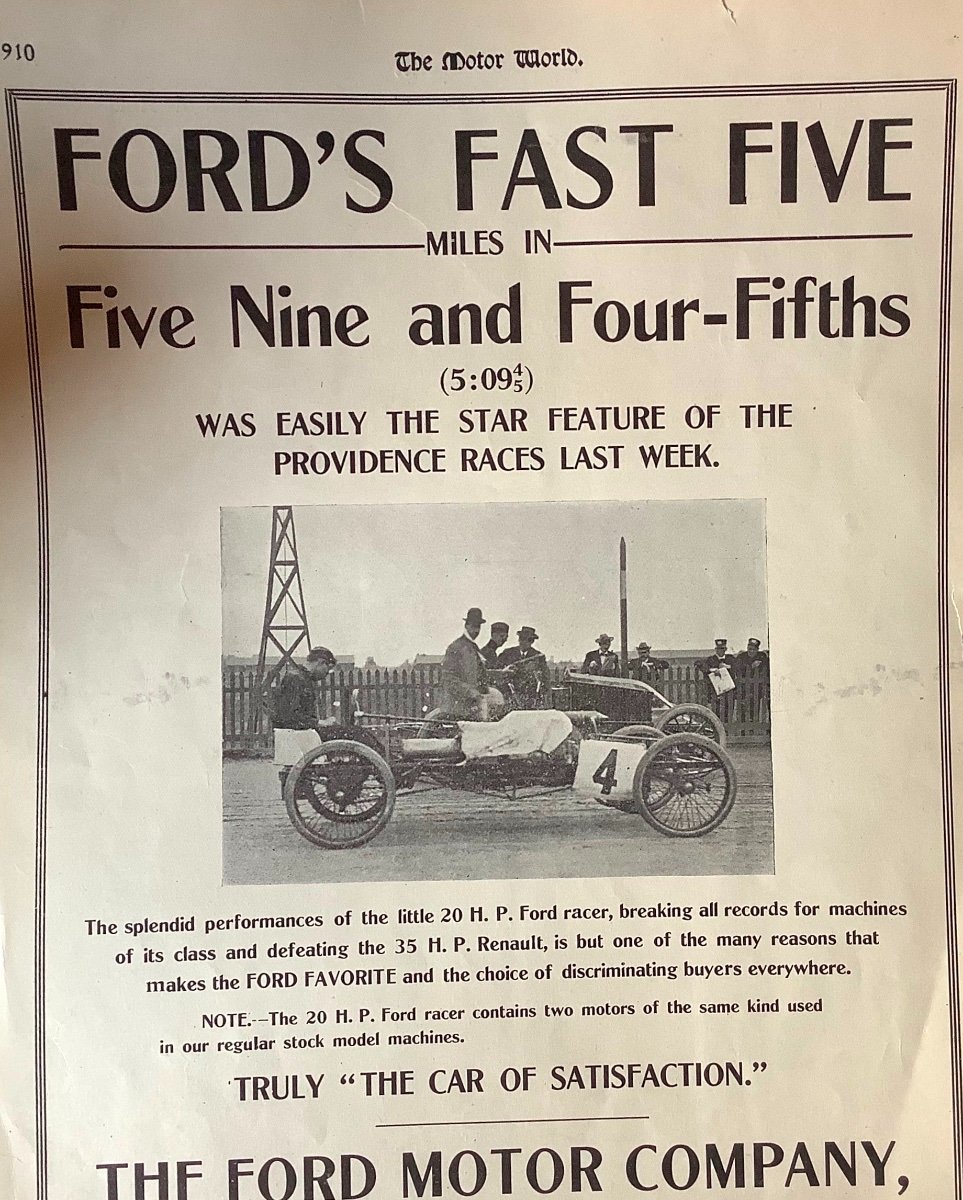 910
The Motor World.
FORD'S FAST FIVE
MILES IN
Five Nine and Four-Fifths
(5:09⅘)
WAS EASILY THE STAR FEATURE OF THE
PROVIDENCE RACES LAST WEEK.
4
The splendid performances of the little 20 H. P. Ford racer, breaking all records for machines
of its class and defeating the 35 H. P. Renault, is but one of the many reasons that
makes the FORD FAVORITE and the choice of discriminating buyers everywhere.
NOTE.--The 20 H. P. Ford racer contains two motors of the same kind used
in our regular stock model machines.
TRULY “THE CAR OF SATISFACTION.”
THE FORD MOTOR COMPANY,